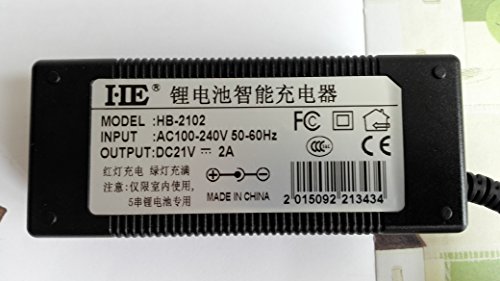 HE® 锂电池智能充电器
MODEL :HB-2102
INPUT :AC100-240V 50-60Hz
OUTPUT:DC21V ⎓ 2A
FC
CCC
红灯充电 绿灯充满
注意:仅限室内使用,
5串锂电池专用
MADE IN CHINA
2 015092 213434